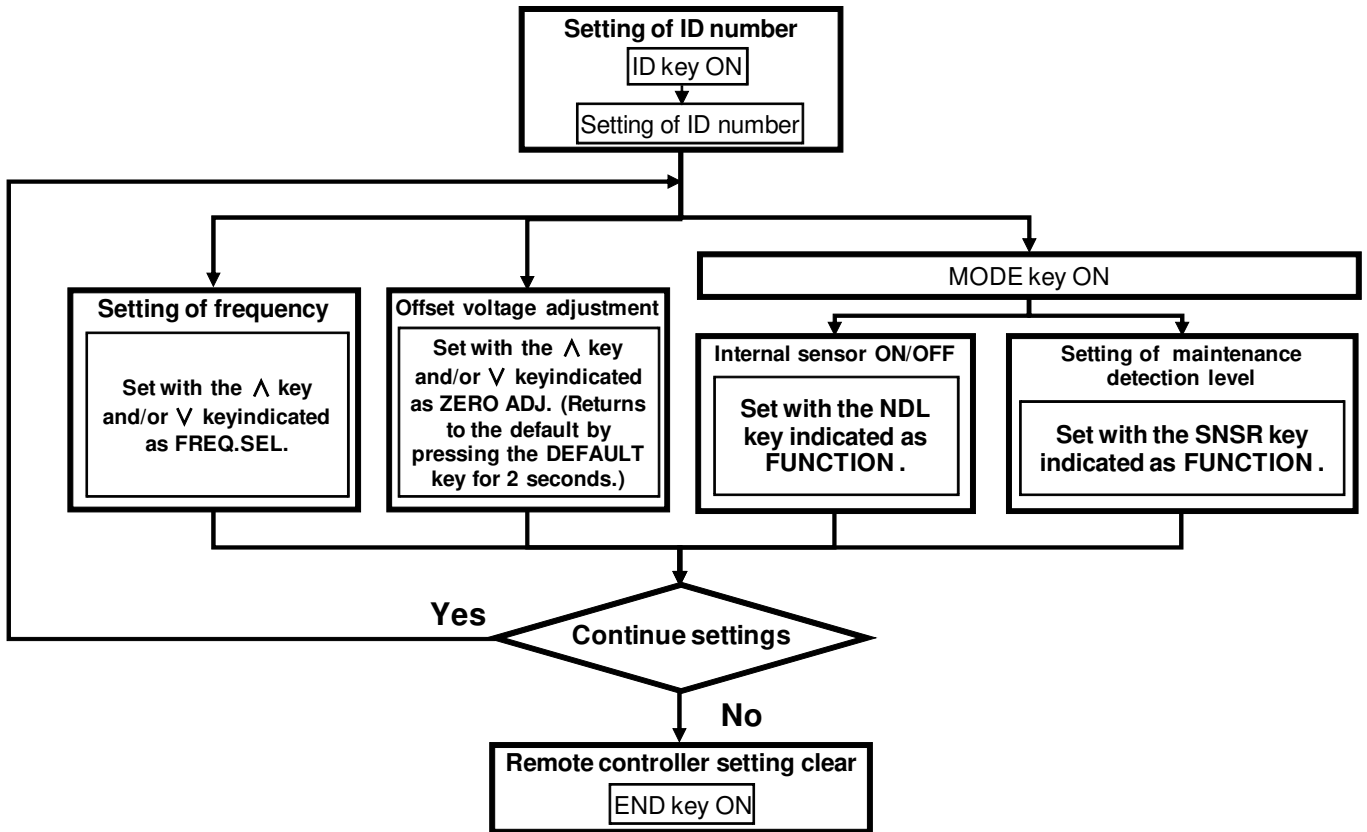 Setting of ID number
ID key ON
Setting of ID number
MODE key ON
Setting of frequency
Set with the ∧ key
and/or ∨ keyindicated
as FREQ.SEL.
Offset voltage adjustment
Set with the ∧ key
and/or ∨ keyindicated
as ZERO ADJ. (Returns
to the default by
pressing the DEFAULT
key for 2 seconds.)
Internal sensor ON/OFF
Set with the NDL
key indicated as
FUNCTION .
Setting of maintenance
detection level
Set with the SNSR key
indicated as FUNCTION .
Yes
Continue settings
No
Remote controller setting clear
END key ON